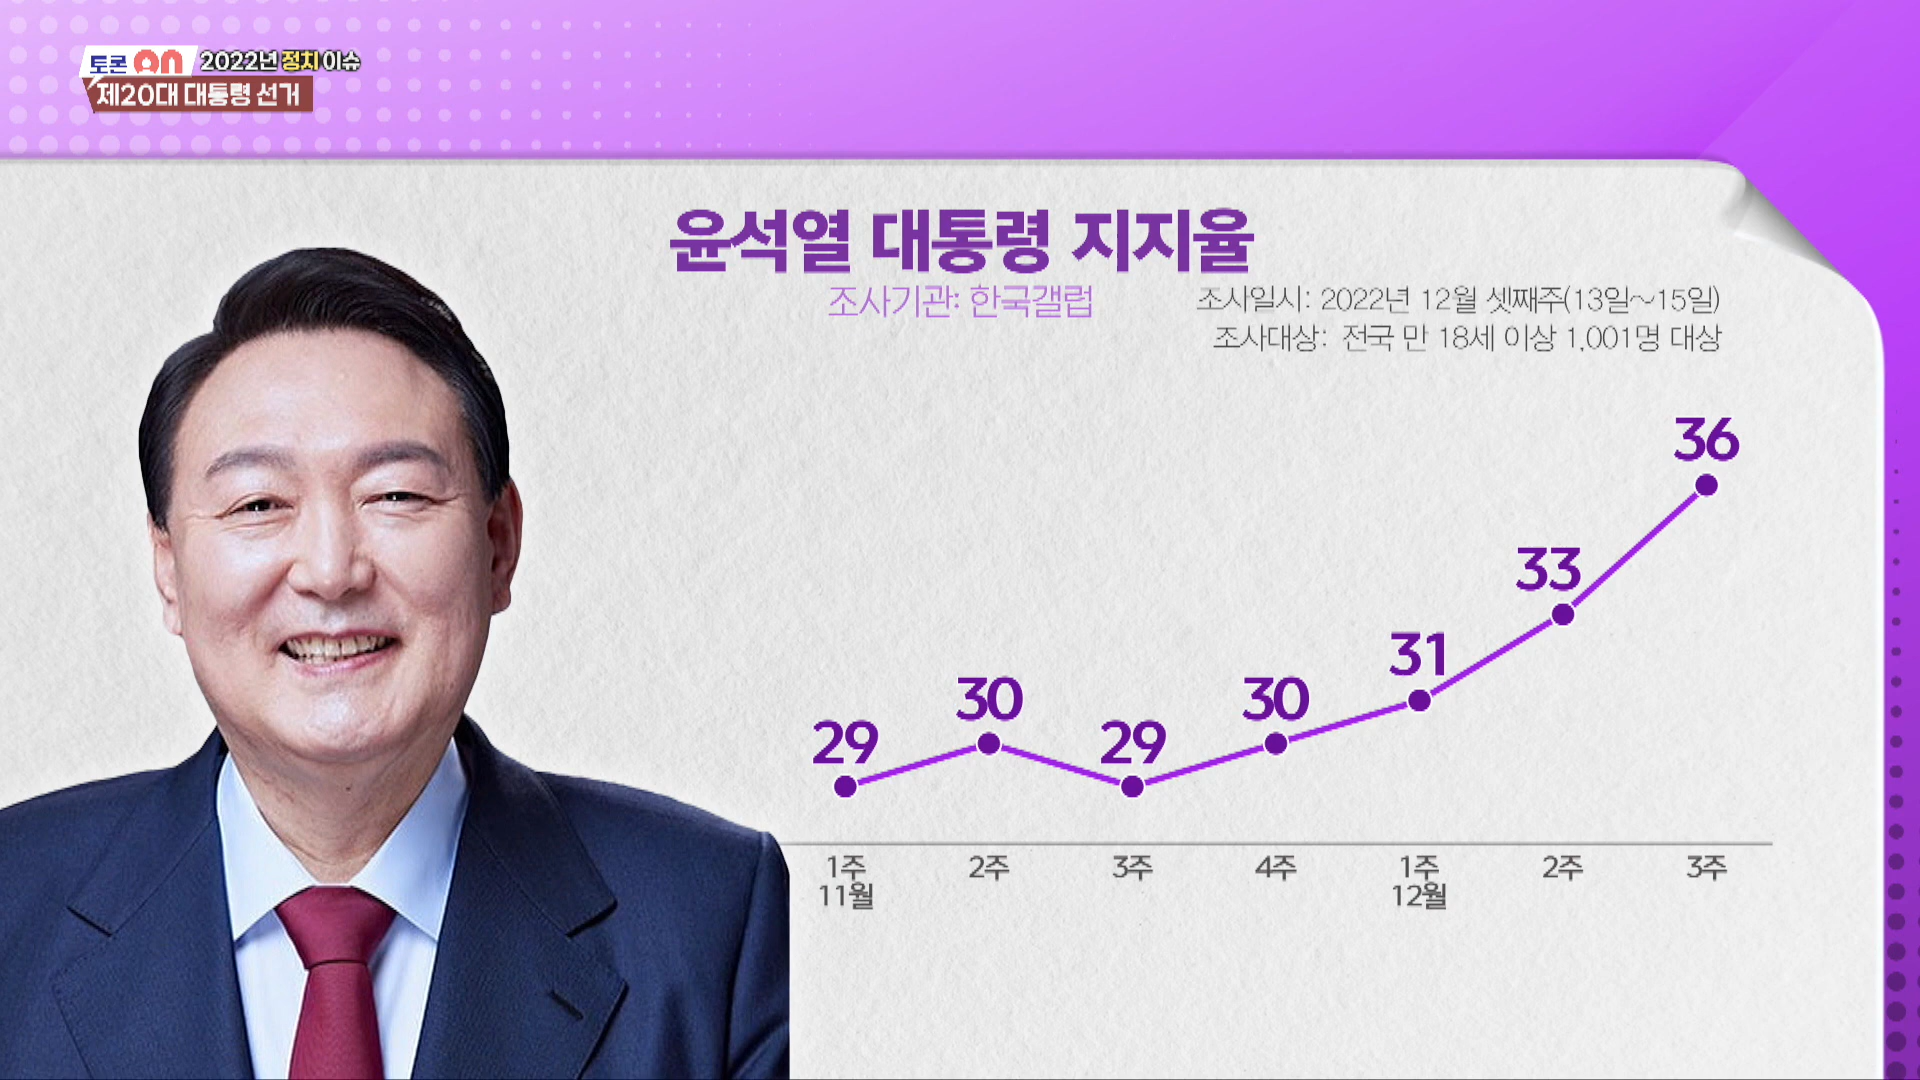 토론 on 2022년 정치 이슈
제20대 대통령 선거
윤석열 대통령 지지율
조사기관: 한국갤럽
조사일시: 2022년 12월 셋째주(13일~15일)
조사대상: 전국 만 18세 이상 1,001명 대상
29 30 29 30 31 33 36
1주 2주 3주 4주 1주 2주 3주
11월 12월